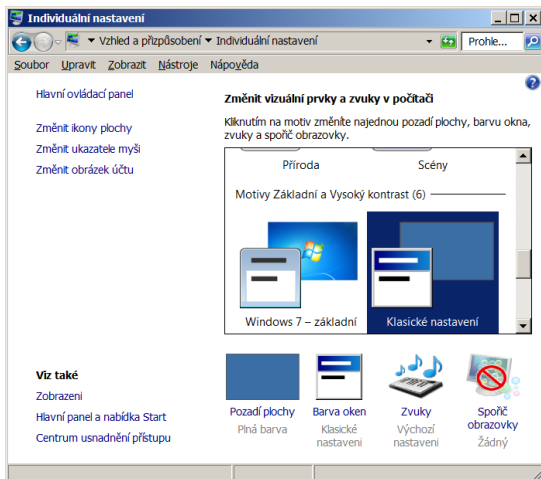 Individuální nastavení
Vzhled a přizpůsobení Individuální nastavení Prohle...
Soubor Upravit Zobrazit Nástroje Nápověda
Hlavní ovládací panel
Změnit ikony plochy
Změnit ukazatele myši
Změnit obrázek účtu
Změnit vizuální prvky a zvuky v počítači
Kliknutím na motiv změníte najednou pozadí plochy, barvu okna,
zvuky a spořič obrazovky.
Příroda Scény
Motivy Základní a Vysoký kontrast (6)
Windows 7 – základní Klasické nastavení
Viz také
Zobrazeni
Hlavní panel a nabídka Start
Centrum usnadnění přístupu
Pozadí plochy
Plná barva
Barva oken
Klasické
nastaveni
Zvuky
Výchozí
nastaveni
Spořič
obrazovky
Žádný